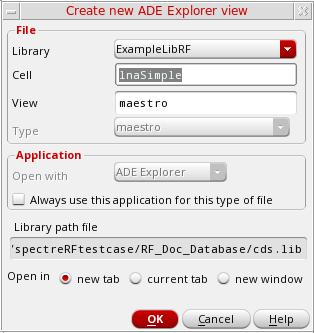 Create new ADE Explorer view
File
Library ExampleLibRF
Cell lnaSimple
View maestro
Type maestro
Application
Open with ADE Explorer
Always use this application for this type of file
Library path file
'spectreRFtestcase/RF_Doc_Database/cds.lib
Open in new tab current tab new window
OK Cancel Help